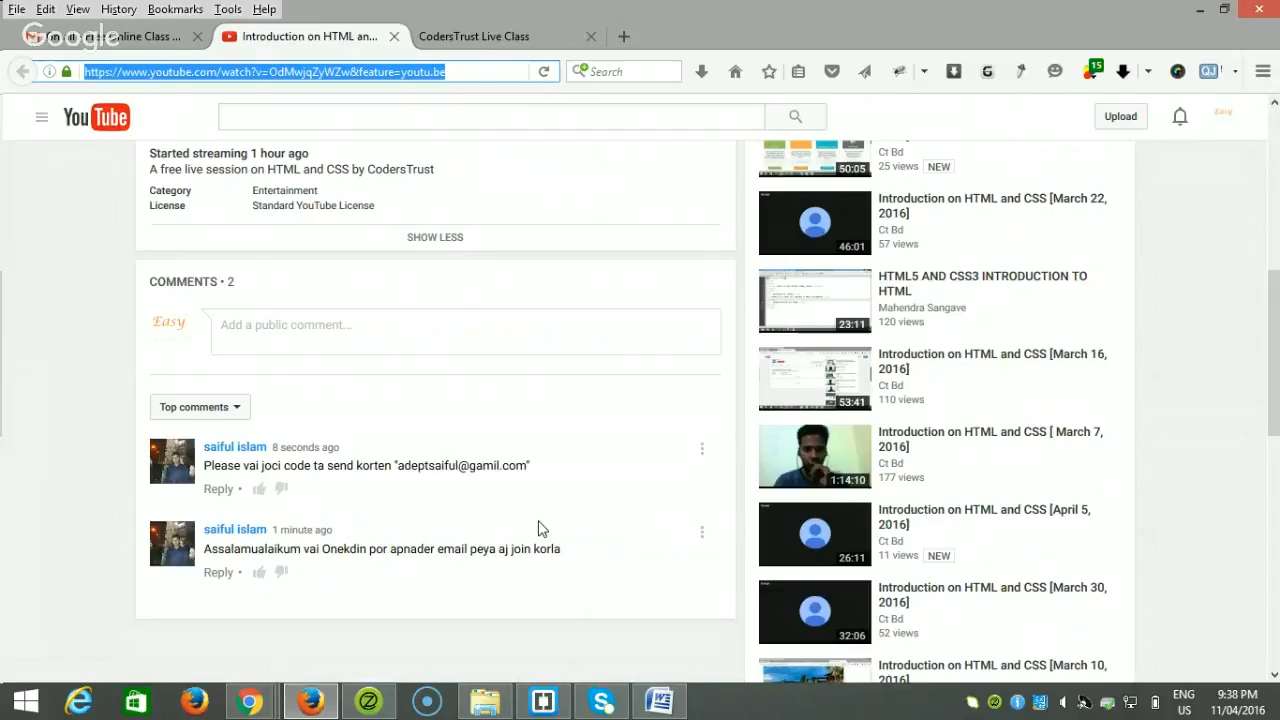 File Edit View History Bookmarks Tools Help
Google
nline Class ...
Introduction on HTML an...
CodersTrust Live Class
https://www.youtube.com/watch?v=OdMwjqZyWZw&feature=youtu.be
Search
15
You Tube
Upload
Easy
Started streaming 1 hour ago
A free live session on HTML and CSS by CodersTrust
Category Entertainment
License Standard YouTube License
SHOW LESS
COMMENTS • 2
Easy
Add a public comment...
Top comments
saiful islam 8 seconds ago
Please vai joci code ta send korten "adeptsaiful@gamil.com"
Reply •
saiful islam 1 minute ago
Assalamualaikum vai Onekdin por apnader email peya aj join korla
Reply •
50:05
Ct Bd
25 views NEW
46:01
Introduction on HTML and CSS [March 22,
2016]
Ct Bd
57 views
23:11
HTML5 AND CSS3 INTRODUCTION TO
HTML
Mahendra Sangave
120 views
53:41
Introduction on HTML and CSS [March 16,
2016]
Ct Bd
110 views
1:14:10
Introduction on HTML and CSS [ March 7,
2016]
Ct Bd
177 views
26:11
Introduction on HTML and CSS [April 5,
2016]
Ct Bd
11 views NEW
32:06
Introduction on HTML and CSS [March 30,
2016]
Ct Bd
52 views
Introduction on HTML and CSS [March 10,
2016]
ENG
US
9:38 PM
11/04/2016